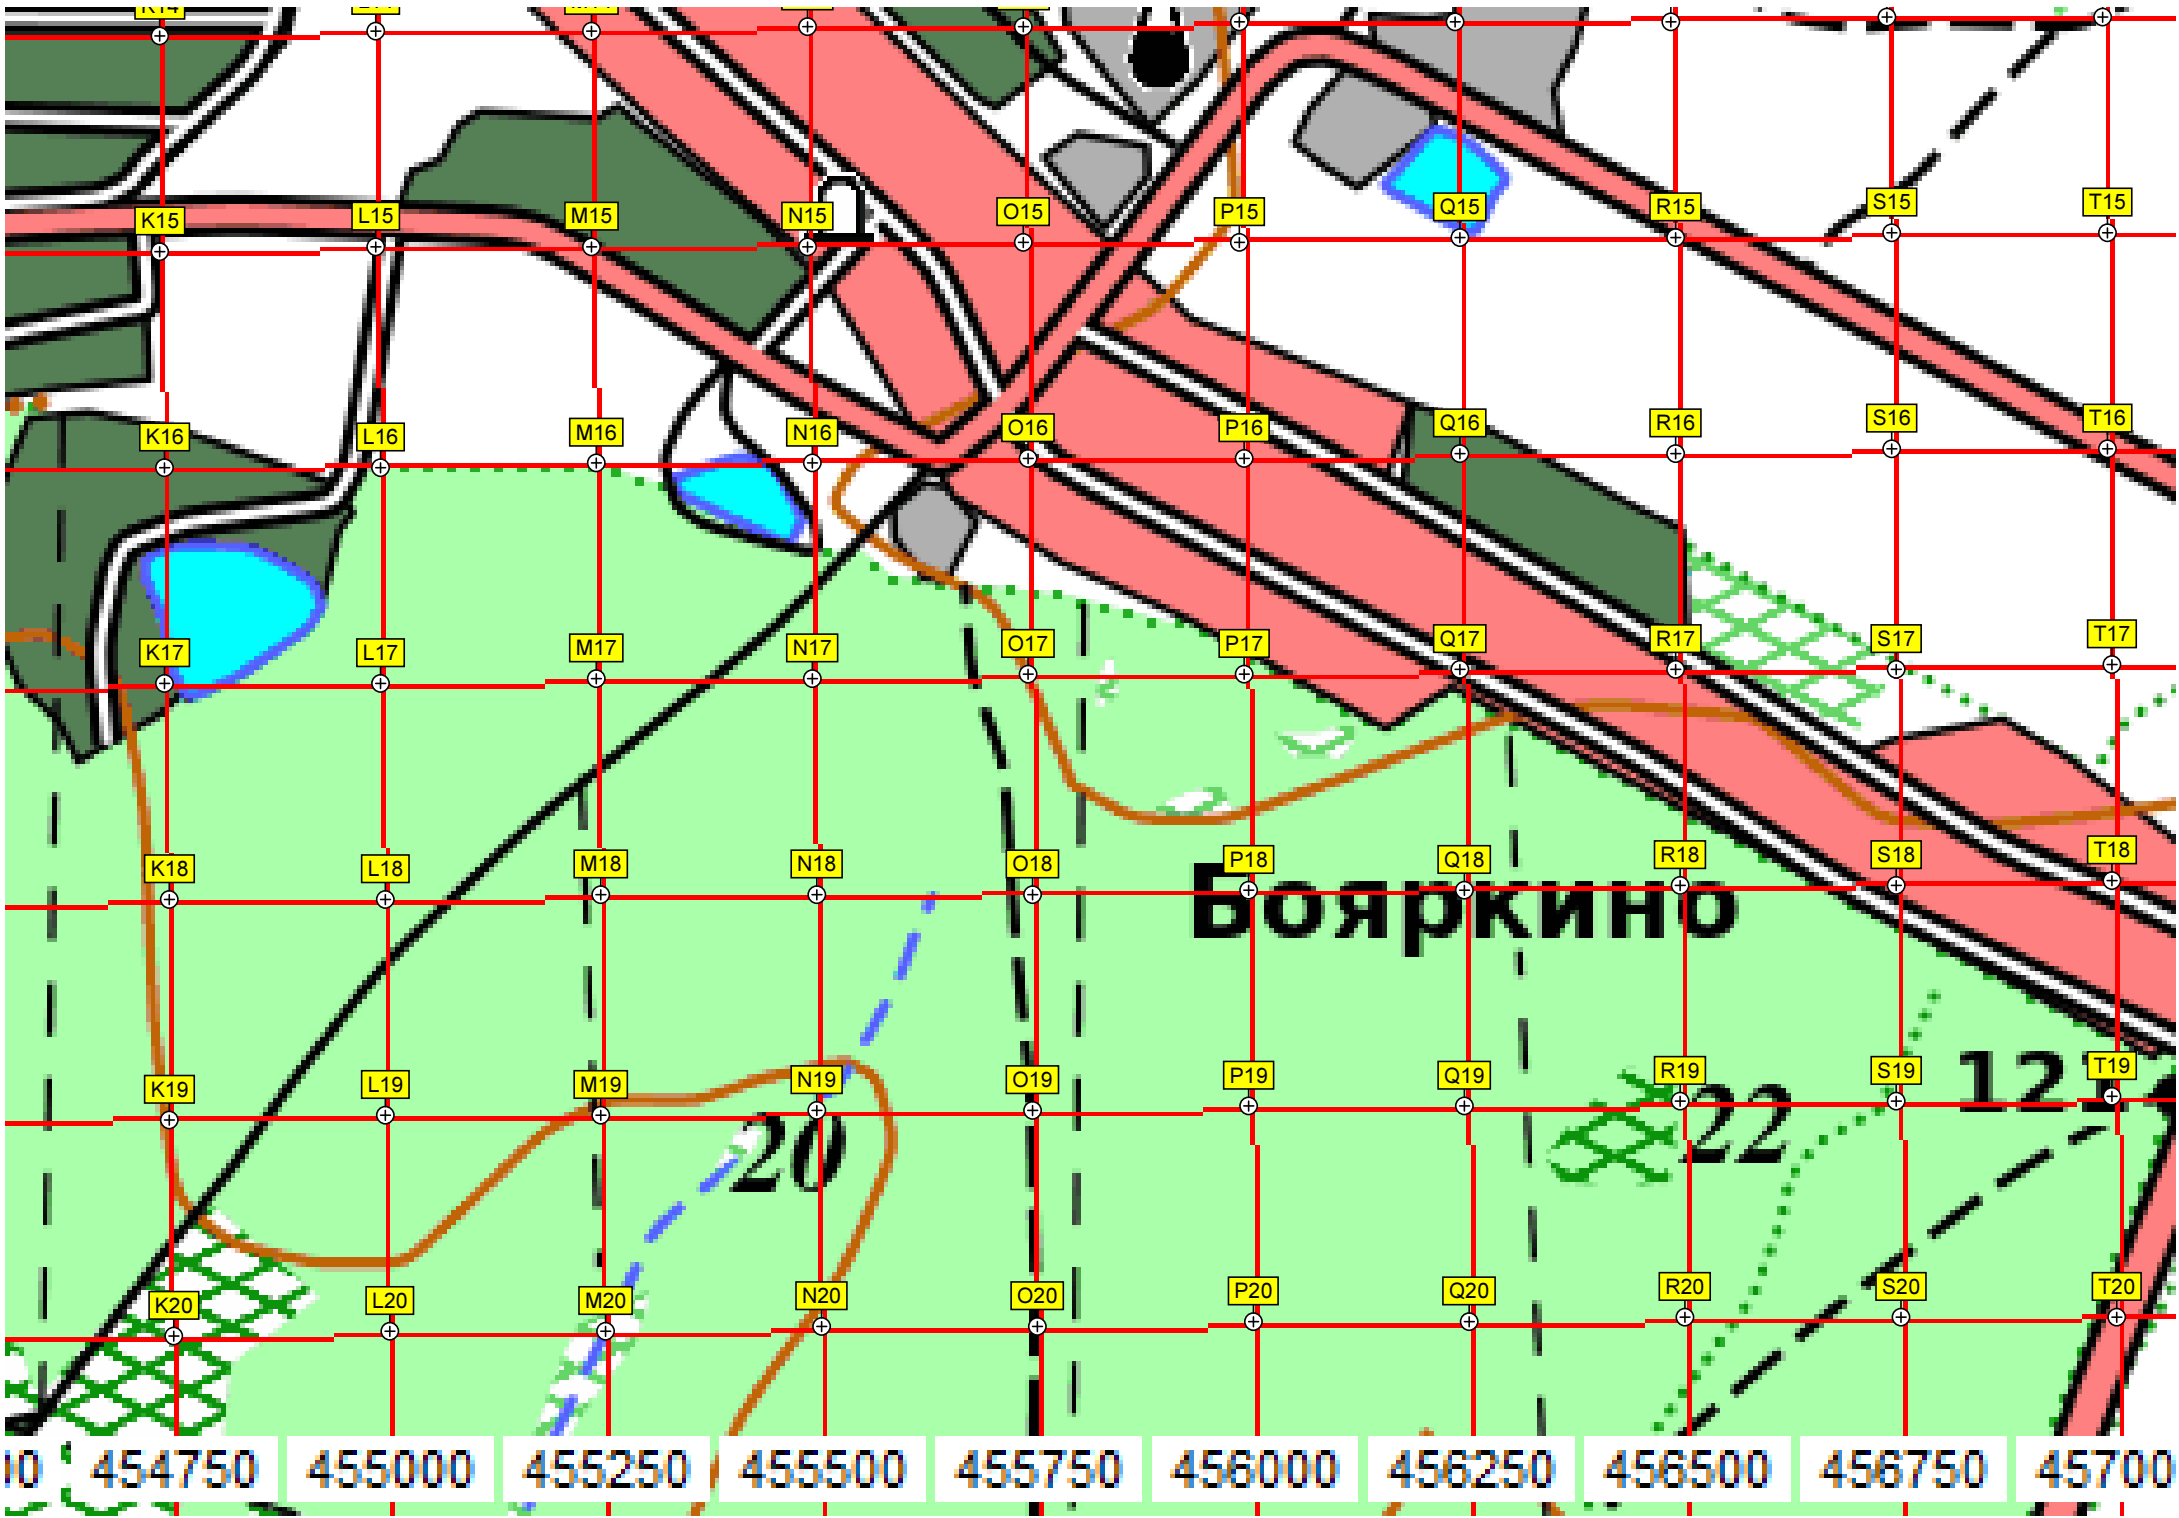 K14
K15 L15 M15 N15 O15 P15 Q15 R15 S15 T15
K16 L16 M16 N16 O16 P16 Q16 R16 S16 T16
K17 L17 M17 N17 O17 P17 Q17 R17 S17 T17
K18 L18 M18 N18 O18 P18 Q18 R18 S18 T18
Бояркино
K19 L19 M19 N19 O19 P19 Q19 R19 S19 T19
20 22
K20 L20 M20 N20 O20 P20 Q20 R20 S20 T20
454750 455000 455250 455500 455750 456000 456250 456500 456750 45700